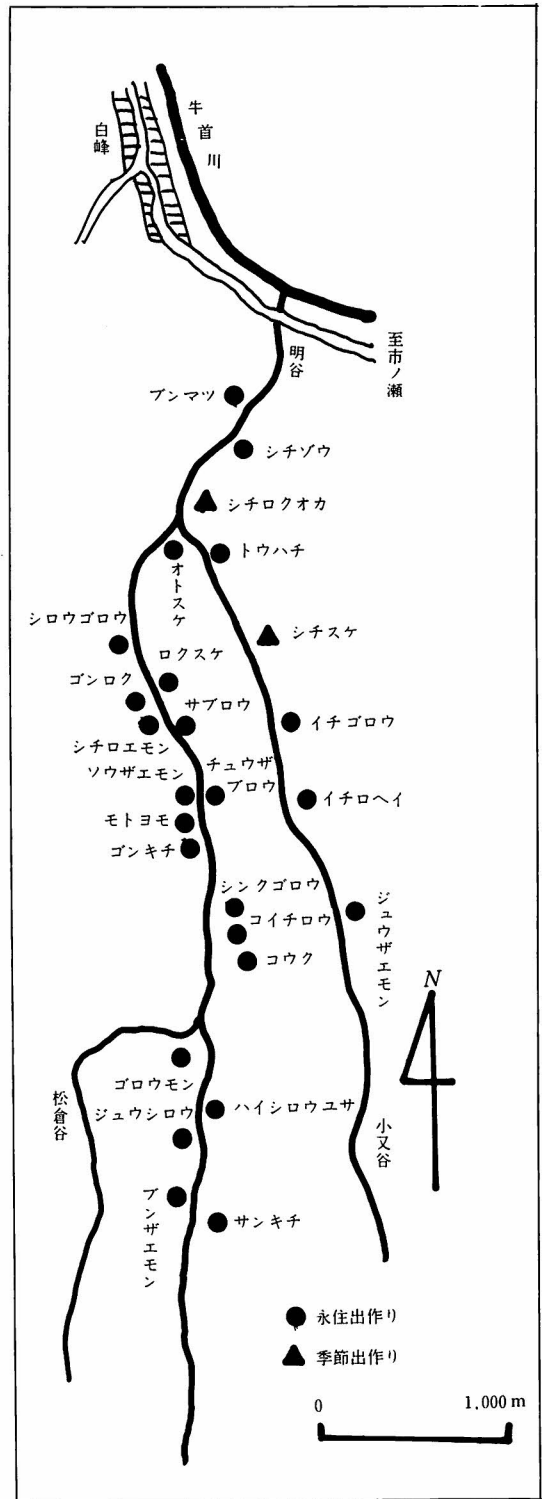 牛首川
白峰
至市ノ瀬
明谷
ブンマツ
シチゾウ
シチロクオカ
トウハチ
オトスケ
シロウゴロウ
シチスケ
ロクスケ
ゴンロク
サブロウ
イチゴロウ
シチロエモン
ソウザエモン
チュウザ
ブロウ
イチロヘイ
モトヨモ
ゴンキチ
シンクゴロウ
コイチロウ
コウク
ジュウザエモン
N
ゴロウモン
松倉谷
ジュウシロウ
ハイシロウユサ
小又谷
ブンザエモン
サンキチ
永住出作り
季節出作り
0 1,000m